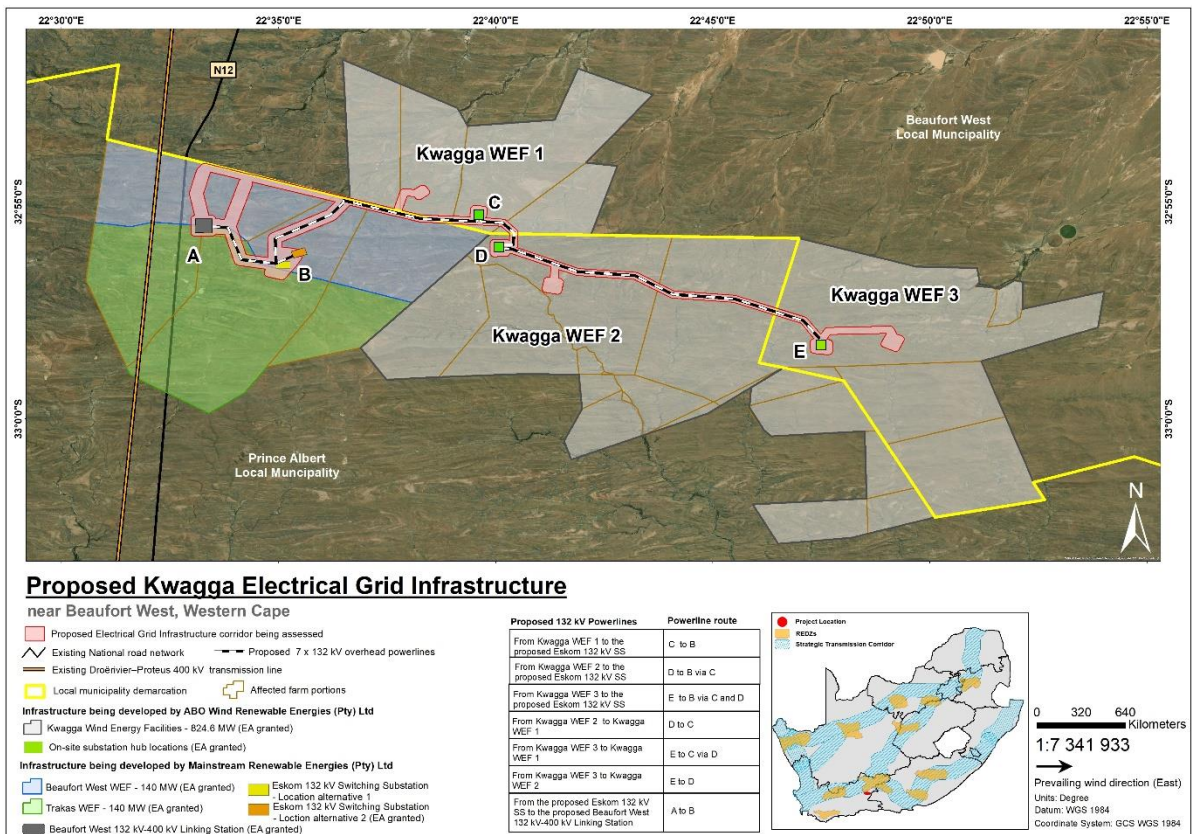 22°30'0"E
22°35'0"E
22°40'0"E
22°45'0"E
22°50'0"E
22°55'0"E
N12
Beaufort West
Local Muncipality
Kwagga WEF 1
32°55'S
32°55'S
C
A
B
D
Kwagga WEF 3
Kwagga WEF 2
E
33°0'0"S
33°0'0"S
Prince Albert
Local Muncipality
N
Proposed Kwagga Electrical Grid Infrastructure
near Beaufort West, Western Cape
Proposed Electrical Grid Infrastructure corridor being assessed
Existing National road network
Proposed 7 x 132 kV overhead powerlines
Existing Droërivier–Proteus 400 kV transmission line
Local municipality demarcation
Affected farm portions
Infrastructure being developed by ABO Wind Renewable Energies (Pty) Ltd
Kwagga Wind Energy Facilities - 824.6 MW (EA granted)
On-site substation hub locations (EA granted)
Infrastructure being developed by Mainstream Renewable Energies (Pty) Ltd
Beaufort West WEF - 140 MW (EA granted)
Eskom 132 kV Switching Substation
- Location alternative 1
Trakas WEF - 140 MW (EA granted)
Eskom 132 kV Switching Substation
- Loction alternative 2 (EA granted)
Beaufort West 132 kV-400 kV Linking Station (EA granted)
Proposed 132 kV Powerlines
Powerline route
From Kwagga WEF 1 to the
proposed Eskom 132 kV SS
C to B
From Kwagga WEF 2 to the
proposed Eskom 132 kV SS
D to B via C
From Kwagga WEF 3 to the
proposed Eskom 132 kV SS
E to B via C and D
From Kwagga WEF 2 to Kwagga
WEF 1
D to C
From Kwagga WEF 3 to Kwagga
WEF 1
E to C via D
From Kwagga WEF 3 to Kwagga
WEF 2
E to D
From the proposed Eskom 132 kV
SS to the proposed Beaufort West
132 kV-400 kV Linking Station
A to B
Project Location
REDZs
Strategic Transmission Corridor
0 320 640
Kilometers
1:7 341 933
Prevailing wind direction (East)
Units: Degree
Datum: WGS 1984
Coordinate System: GCS WGS 1984